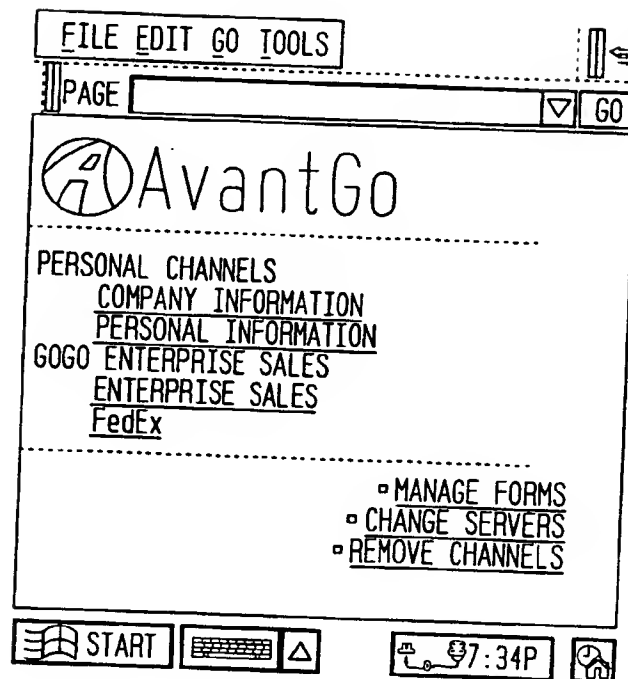 FILE EDIT GO TOOLS
PAGE GO
AvantGo
PERSONAL CHANNELS
COMPANY INFORMATION
PERSONAL INFORMATION
GOGO ENTERPRISE SALES
ENTERPRISE SALES
FedEx
MANAGE FORMS
CHANGE SERVERS
REMOVE CHANNELS
START 7:34P